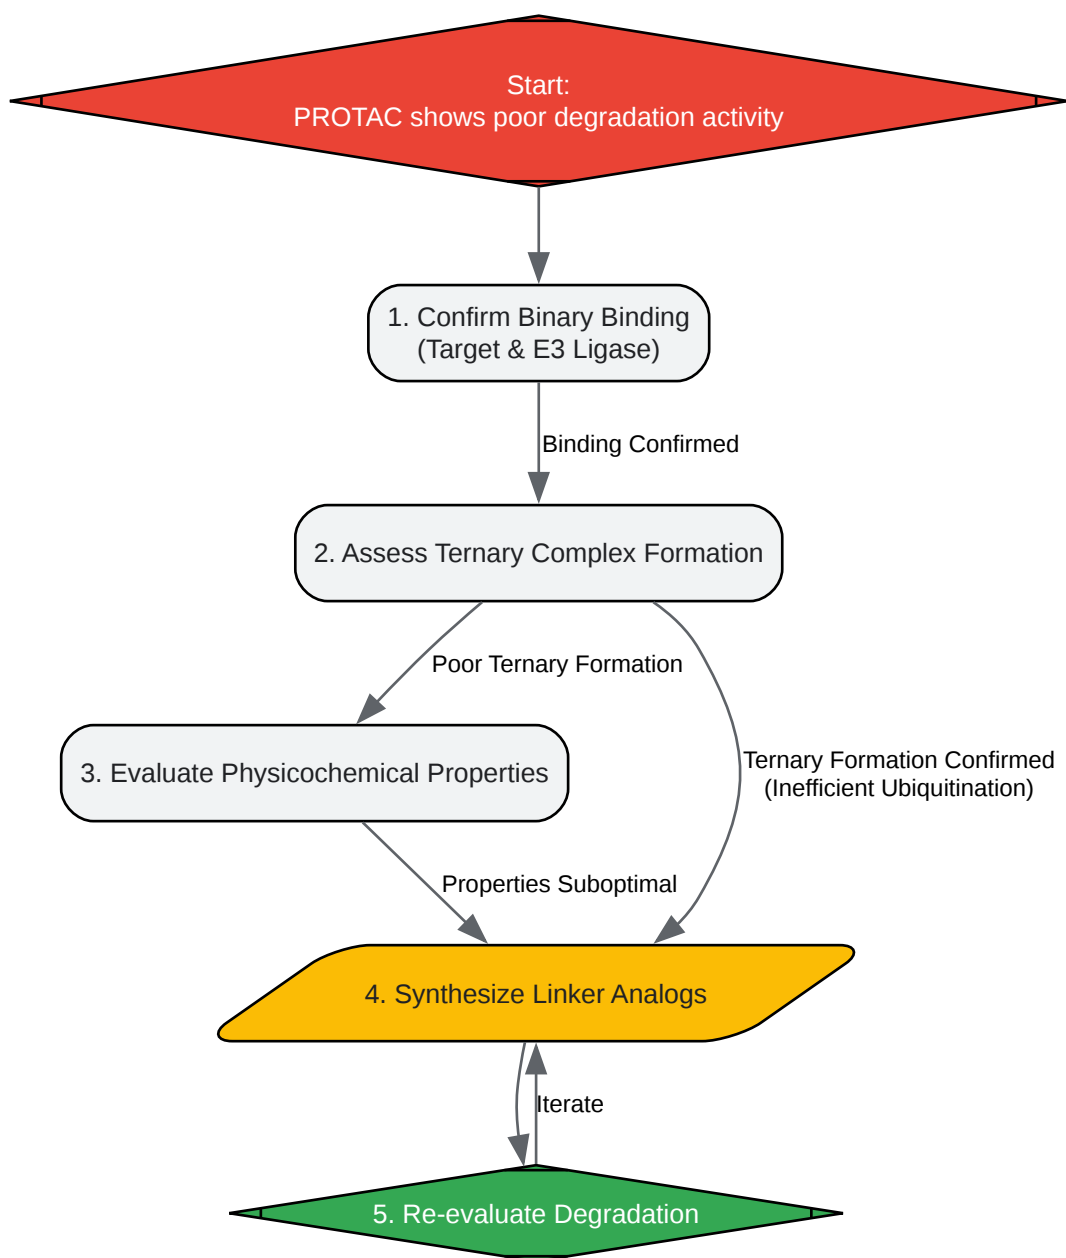 Start:
PROTAC shows poor degradation activity
1. Confirm Binary Binding
(Target & E3 Ligase)
Binding Confirmed
2. Assess Ternary Complex Formation
Poor Ternary Formation
Ternary Formation Confirmed
(Inefficient Ubiquitination)
3. Evaluate Physicochemical Properties
Properties Suboptimal
4. Synthesize Linker Analogs
Iterate
5. Re-evaluate Degradation